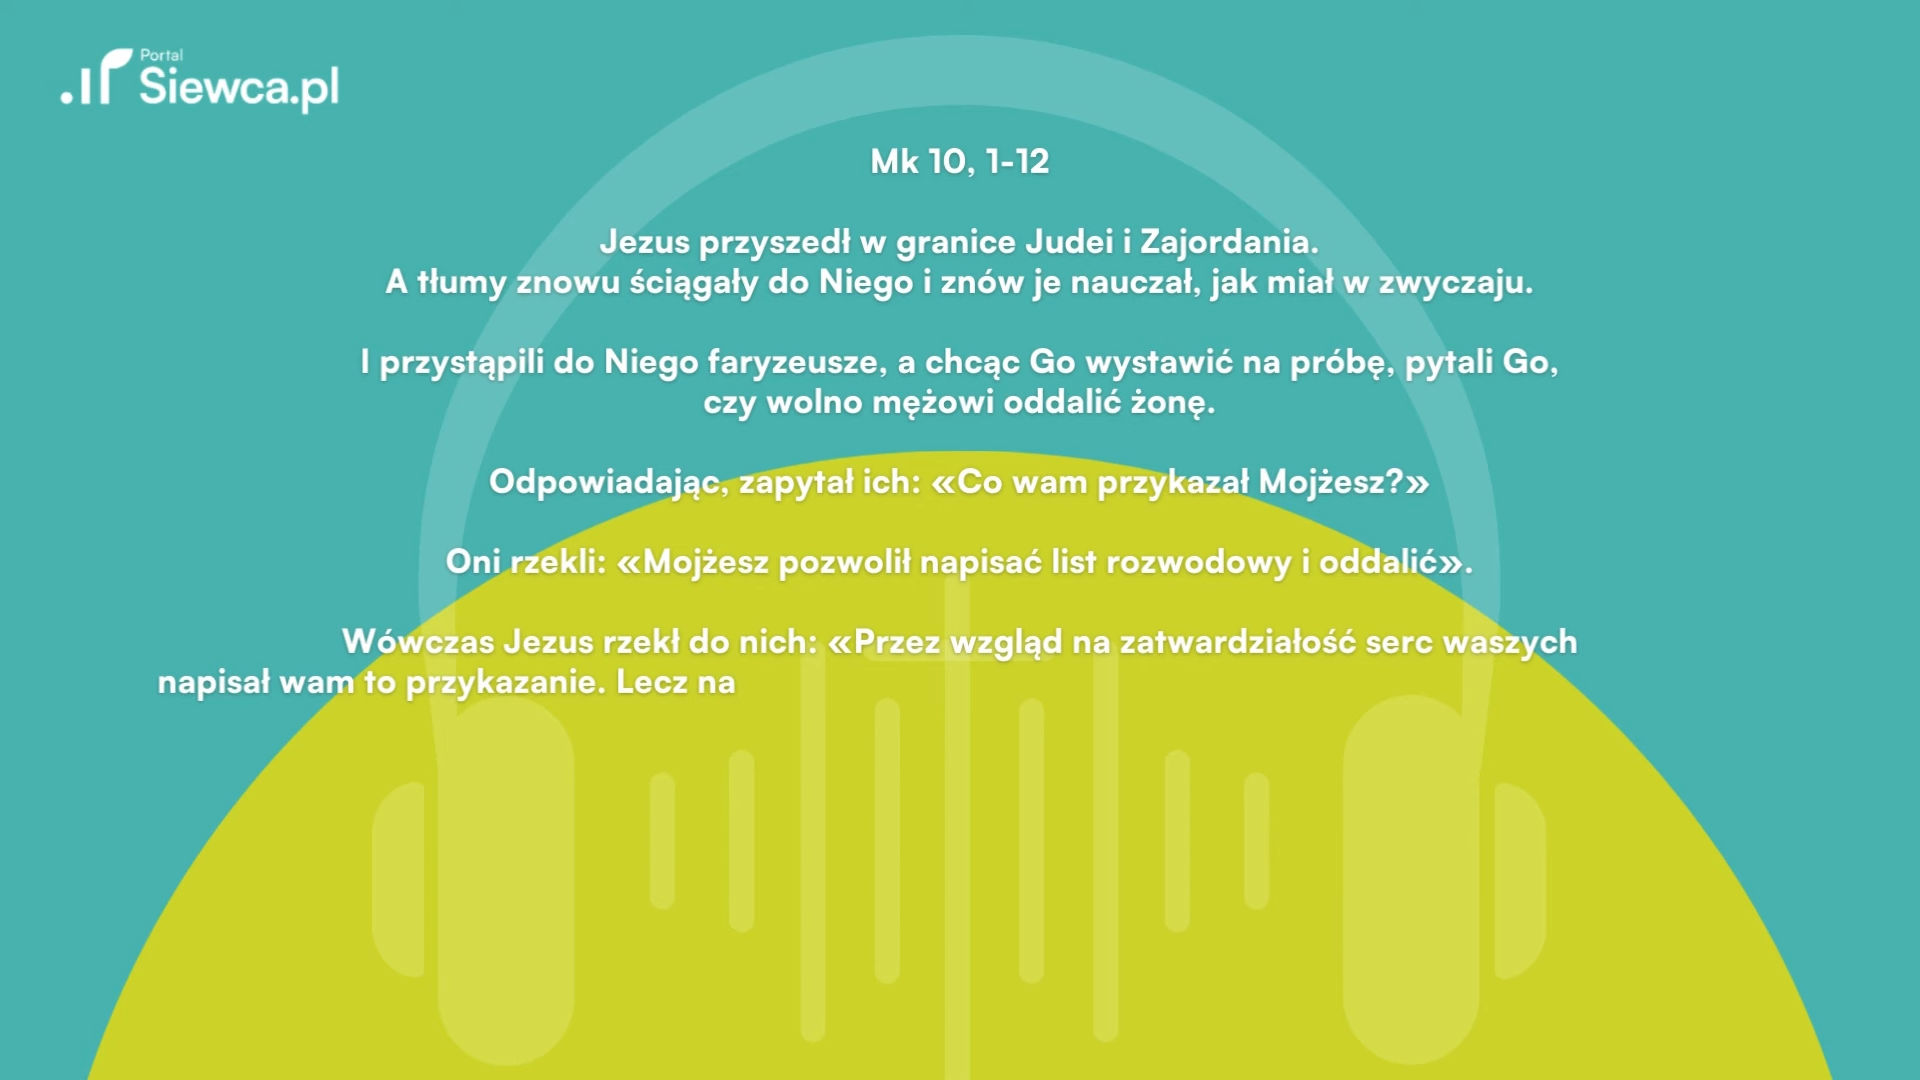 Portal
Siewca.pl
Mk 10, 1-12
Jezus przyszedł w granice Judei i Zajordania.
A tłumy znowu ściągały do Niego i znów je nauczał, jak miał w zwyczaju.
I przystąpili do Niego faryzeusze, a chcąc Go wystawić na próbę, pytali Go,
czy wolno mężowi oddalić żonę.
Odpowiadając, zapytał ich: «Co wam przykazał Mojżesz?»
Oni rzekli: «Mojżesz pozwolił napisać list rozwodowy i oddalić».
Wówczas Jezus rzekł do nich: «Przez wzgląd na zatwardziałość serc waszych
napisał wam to przykazanie. Lecz na